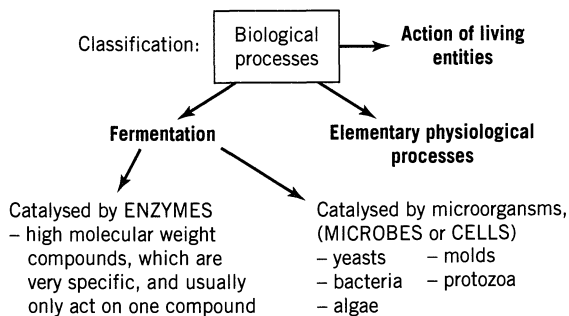 Classification:
Biological
processes
Action of living
entities
Fermentation
Elementary physiological
processes
Catalysed by ENZYMES
– high molecular weight
compounds, which are
very specific, and usually
only act on one compound
Catalysed by microorgansms,
(MICROBES or CELLS)
– yeasts – molds
– bacteria – protozoa
– algae